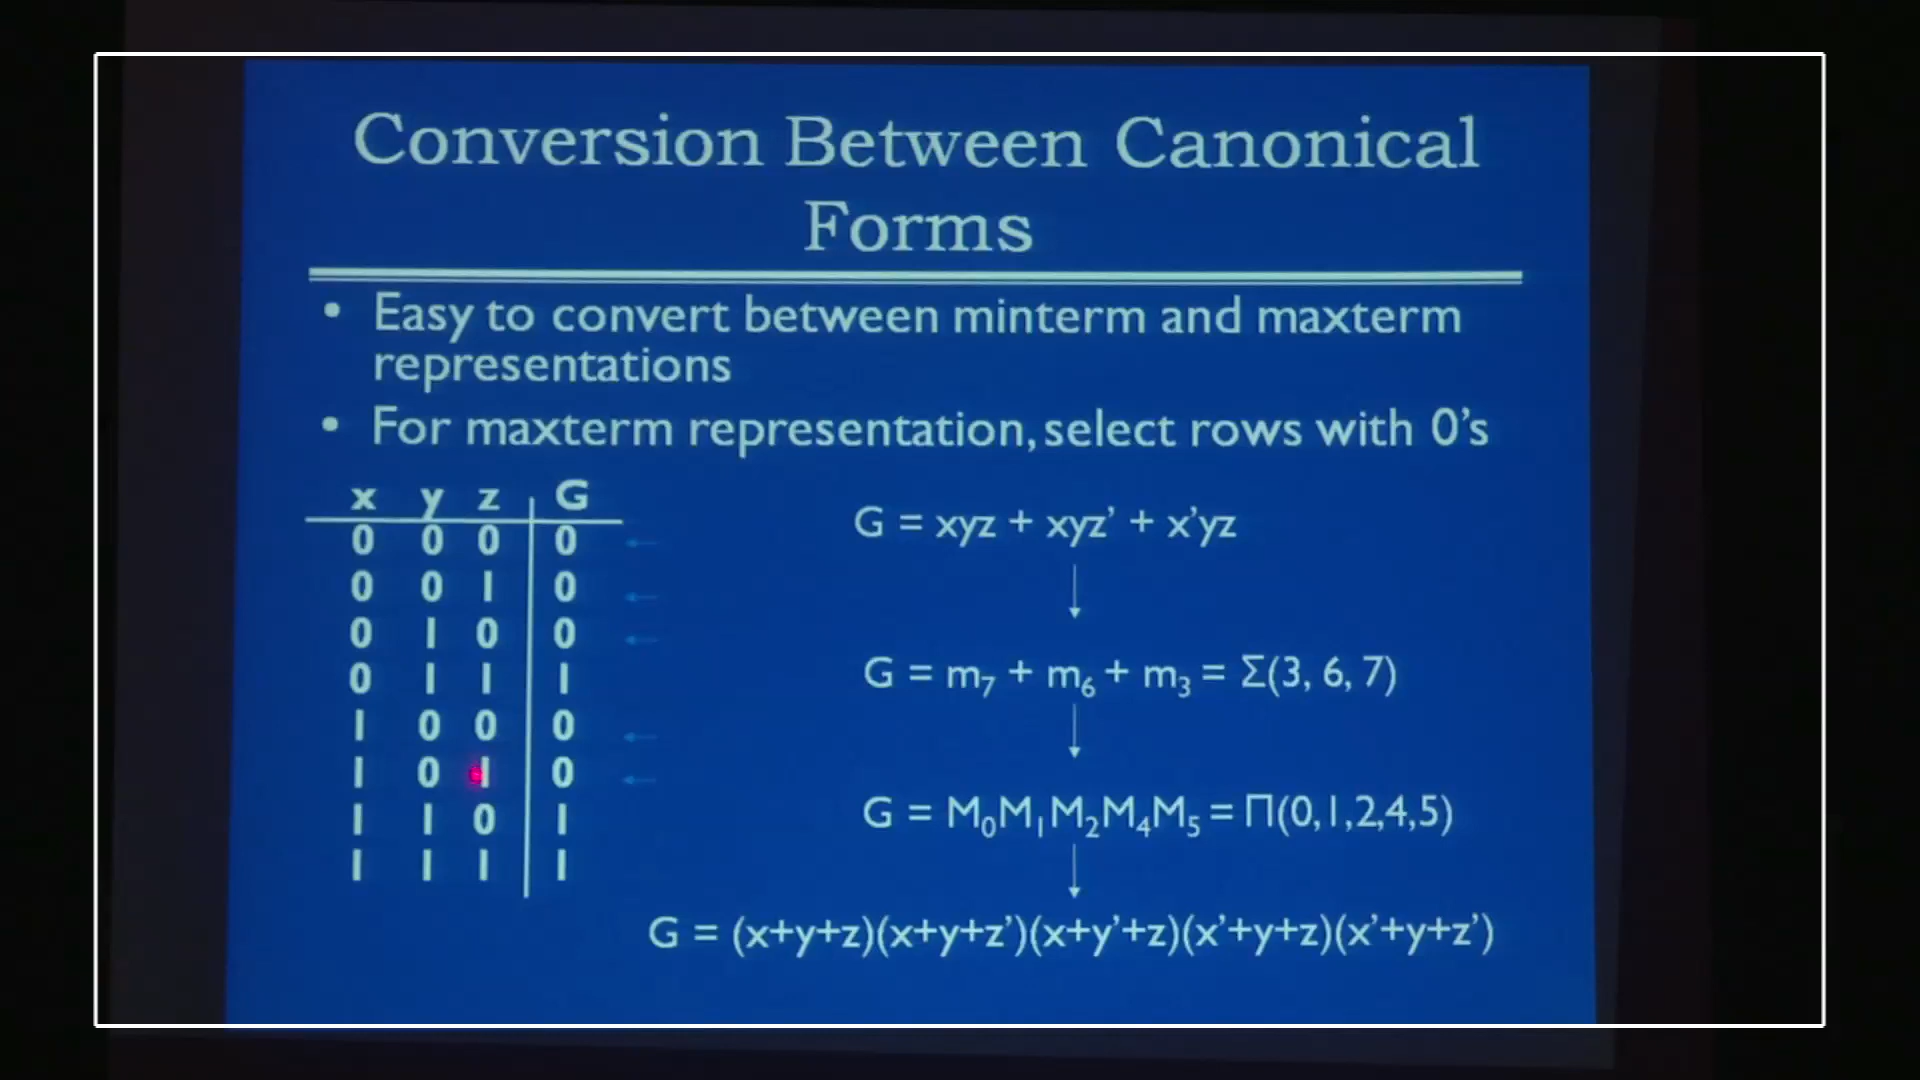 Conversion Between Canonical
Forms
• Easy to convert between minterm and maxterm
representations
• For maxterm representation, select rows with 0's
x y z G
0 0 0 0
0 0 1 0
0 1 0 0
0 1 1 1
1 0 0 0
1 0 1 0
1 1 0 1
1 1 1 1
G = xyz + xyz' + x'yz
G = m₇ + m₆ + m₃ = Σ(3, 6, 7)
G = M₀M₁M₂M₄M₅ = Π(0,1,2,4,5)
G = (x+y+z)(x+y+z')(x+y'+z)(x'+y+z)(x'+y+z')